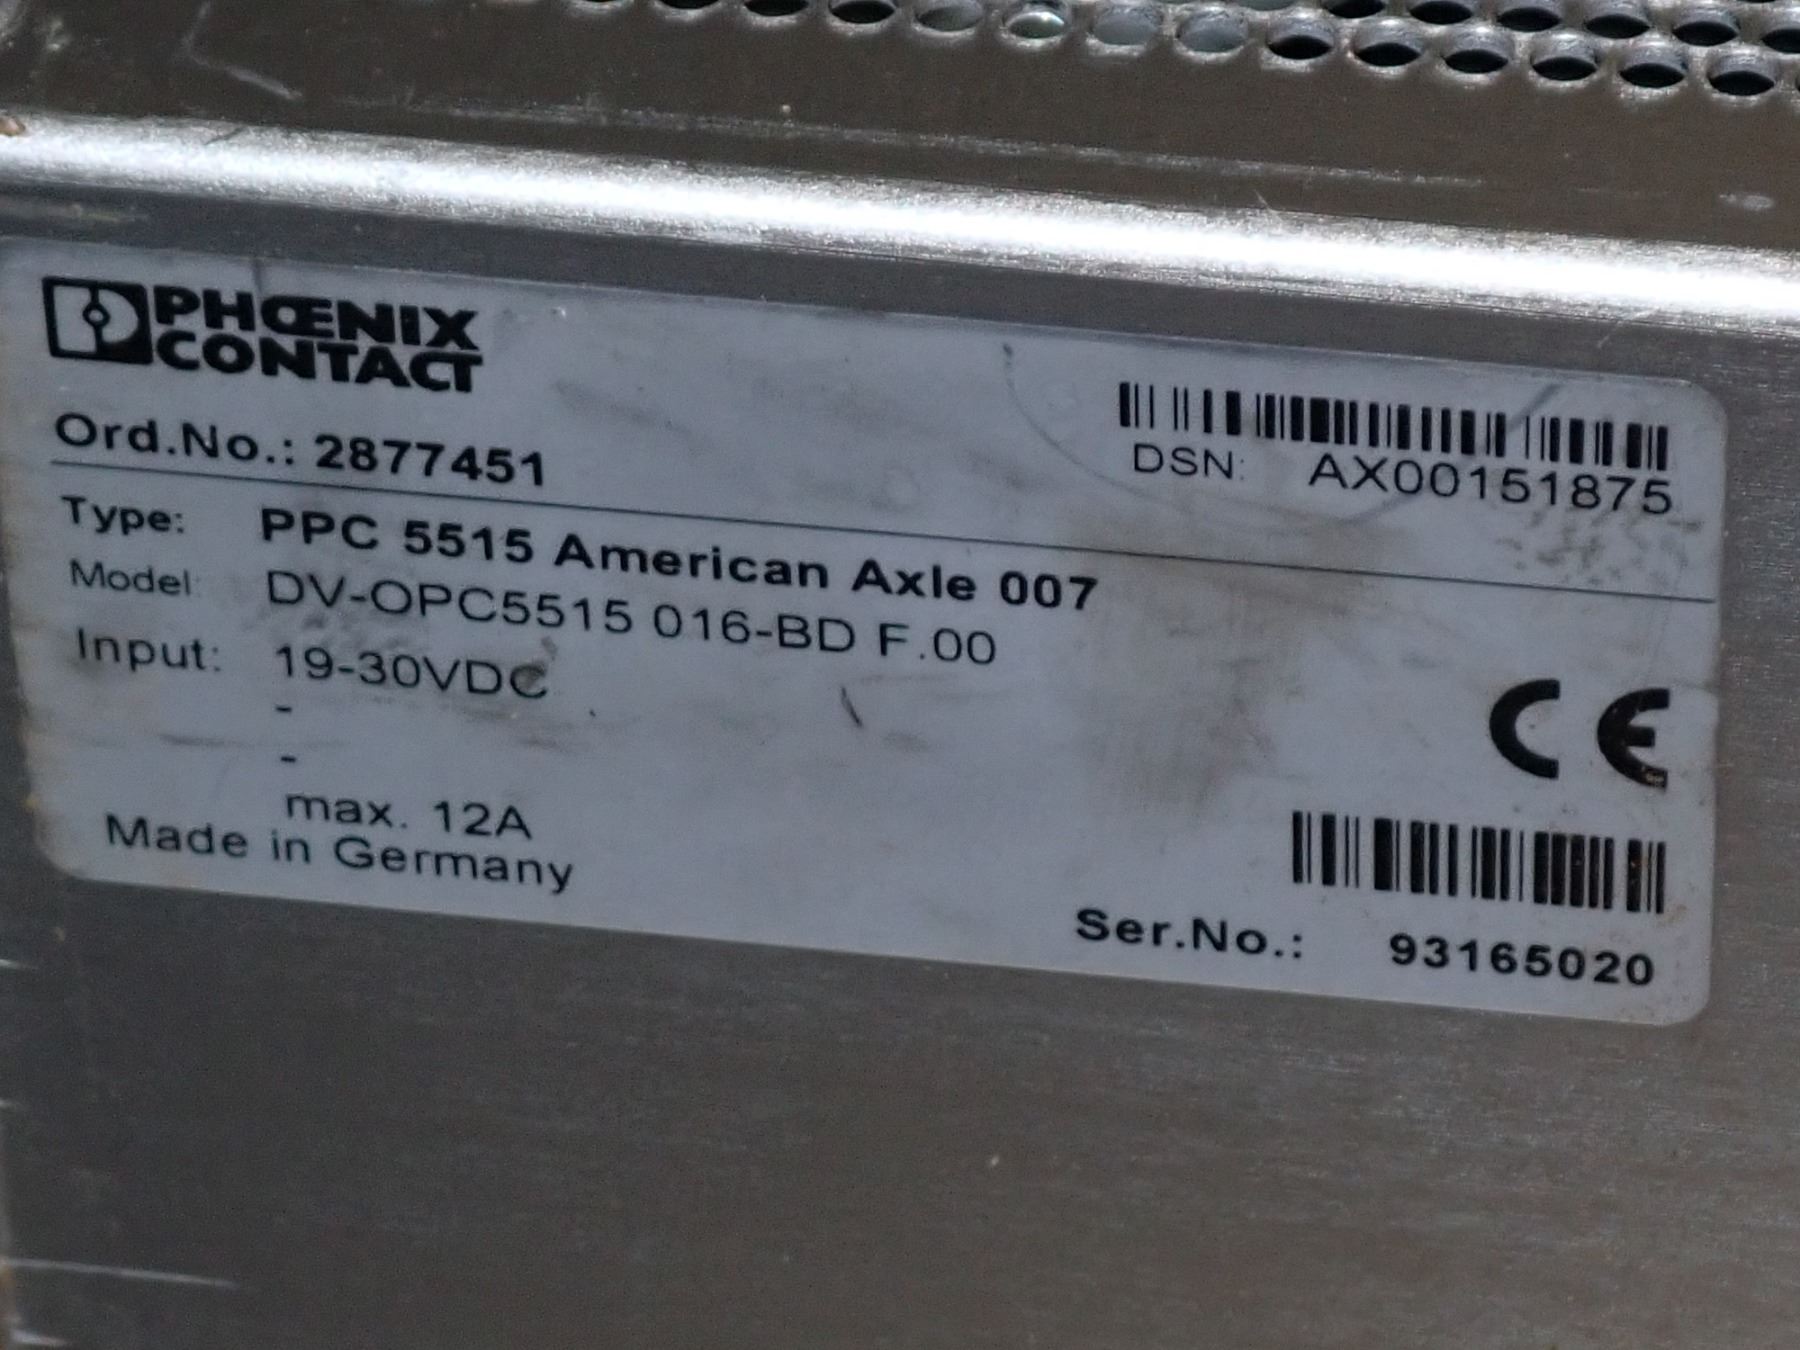 PHŒNIX
CONTACT
Ord.No.: 2877451
DSN: AX00151875
Type: PPC 5515 American Axle 007
Model: DV-OPC5515 016-BD F.00
Input: 19-30VDC
-
-
max. 12A
Made in Germany
CE
Ser.No.: 93165020